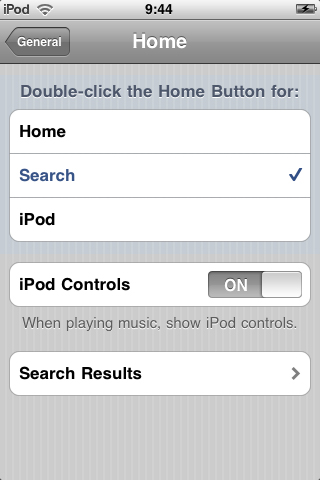 iPod 9:44
General Home
Double-click the Home Button for:
Home
Search
iPod
iPod Controls ON
When playing music, show iPod controls.
Search Results